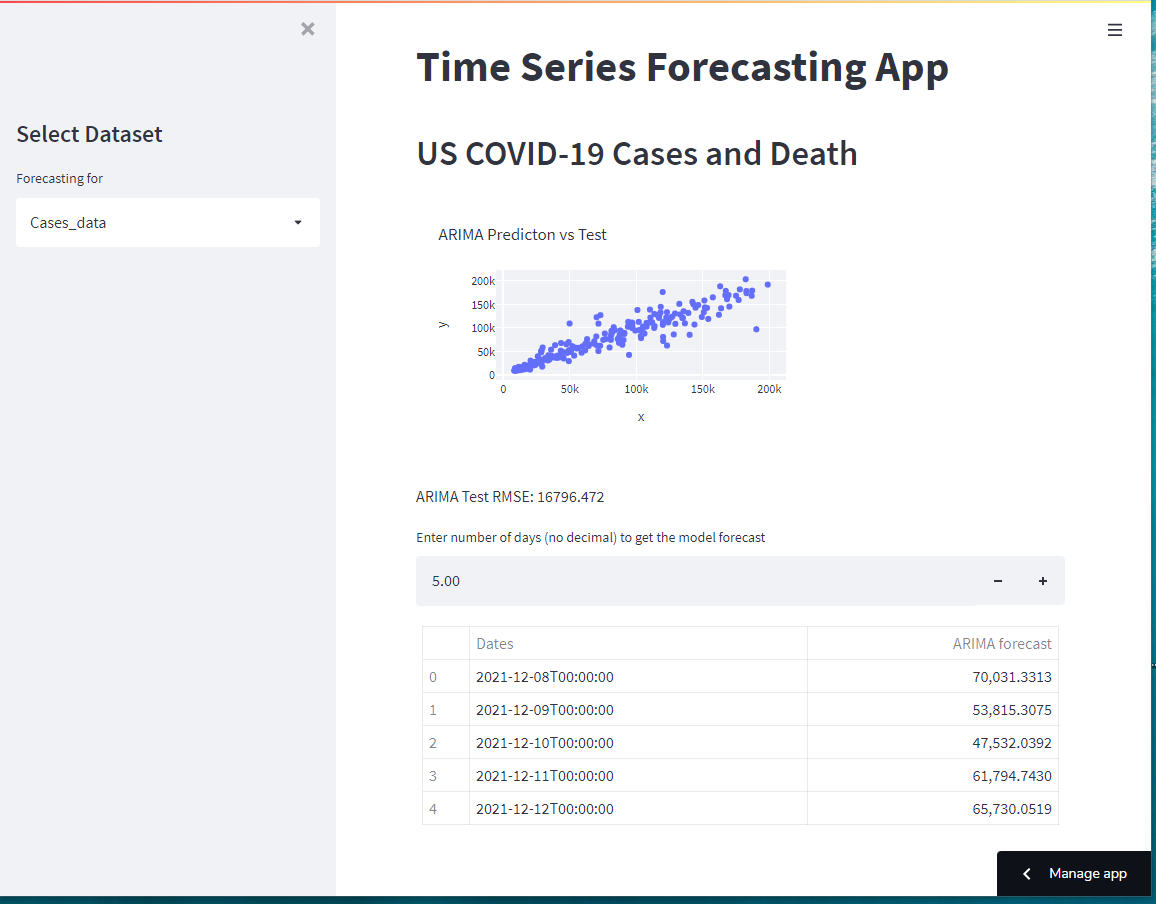 ×
Select Dataset
Forecasting for
Cases_data
Time Series Forecasting App
US COVID-19 Cases and Death
ARIMA Predicton vs Test
200k
150k
100k
50k
0
y
0 50k 100k 150k 200k
x
ARIMA Test RMSE: 16796.472
Enter number of days (no decimal) to get the model forecast
5.00 − +
Dates ARIMA forecast
0 2021-12-08T00:00:00 70,031.3313
1 2021-12-09T00:00:00 53,815.3075
2 2021-12-10T00:00:00 47,532.0392
3 2021-12-11T00:00:00 61,794.7430
4 2021-12-12T00:00:00 65,730.0519
Manage app